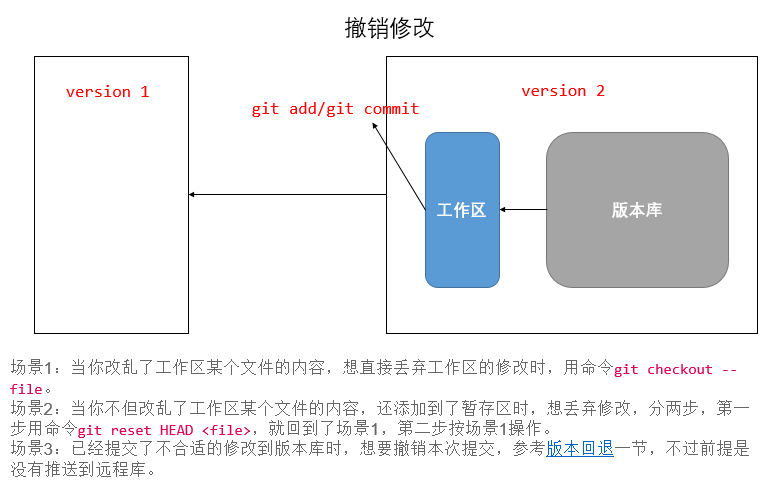 撤销修改
version 1
version 2
git add/git commit
工作区
版本库
场景1：当你改乱了工作区某个文件的内容，想直接丢弃工作区的修改时，用命令git checkout --
file。
场景2：当你不但改乱了工作区某个文件的内容，还添加到了暂存区时，想丢弃修改，分两步，第一
步用命令git reset HEAD <file>，就回到了场景1，第二步按场景1操作。
场景3：已经提交了不合适的修改到版本库时，想要撤销本次提交，参考版本回退一节，不过前提是
没有推送到远程库。